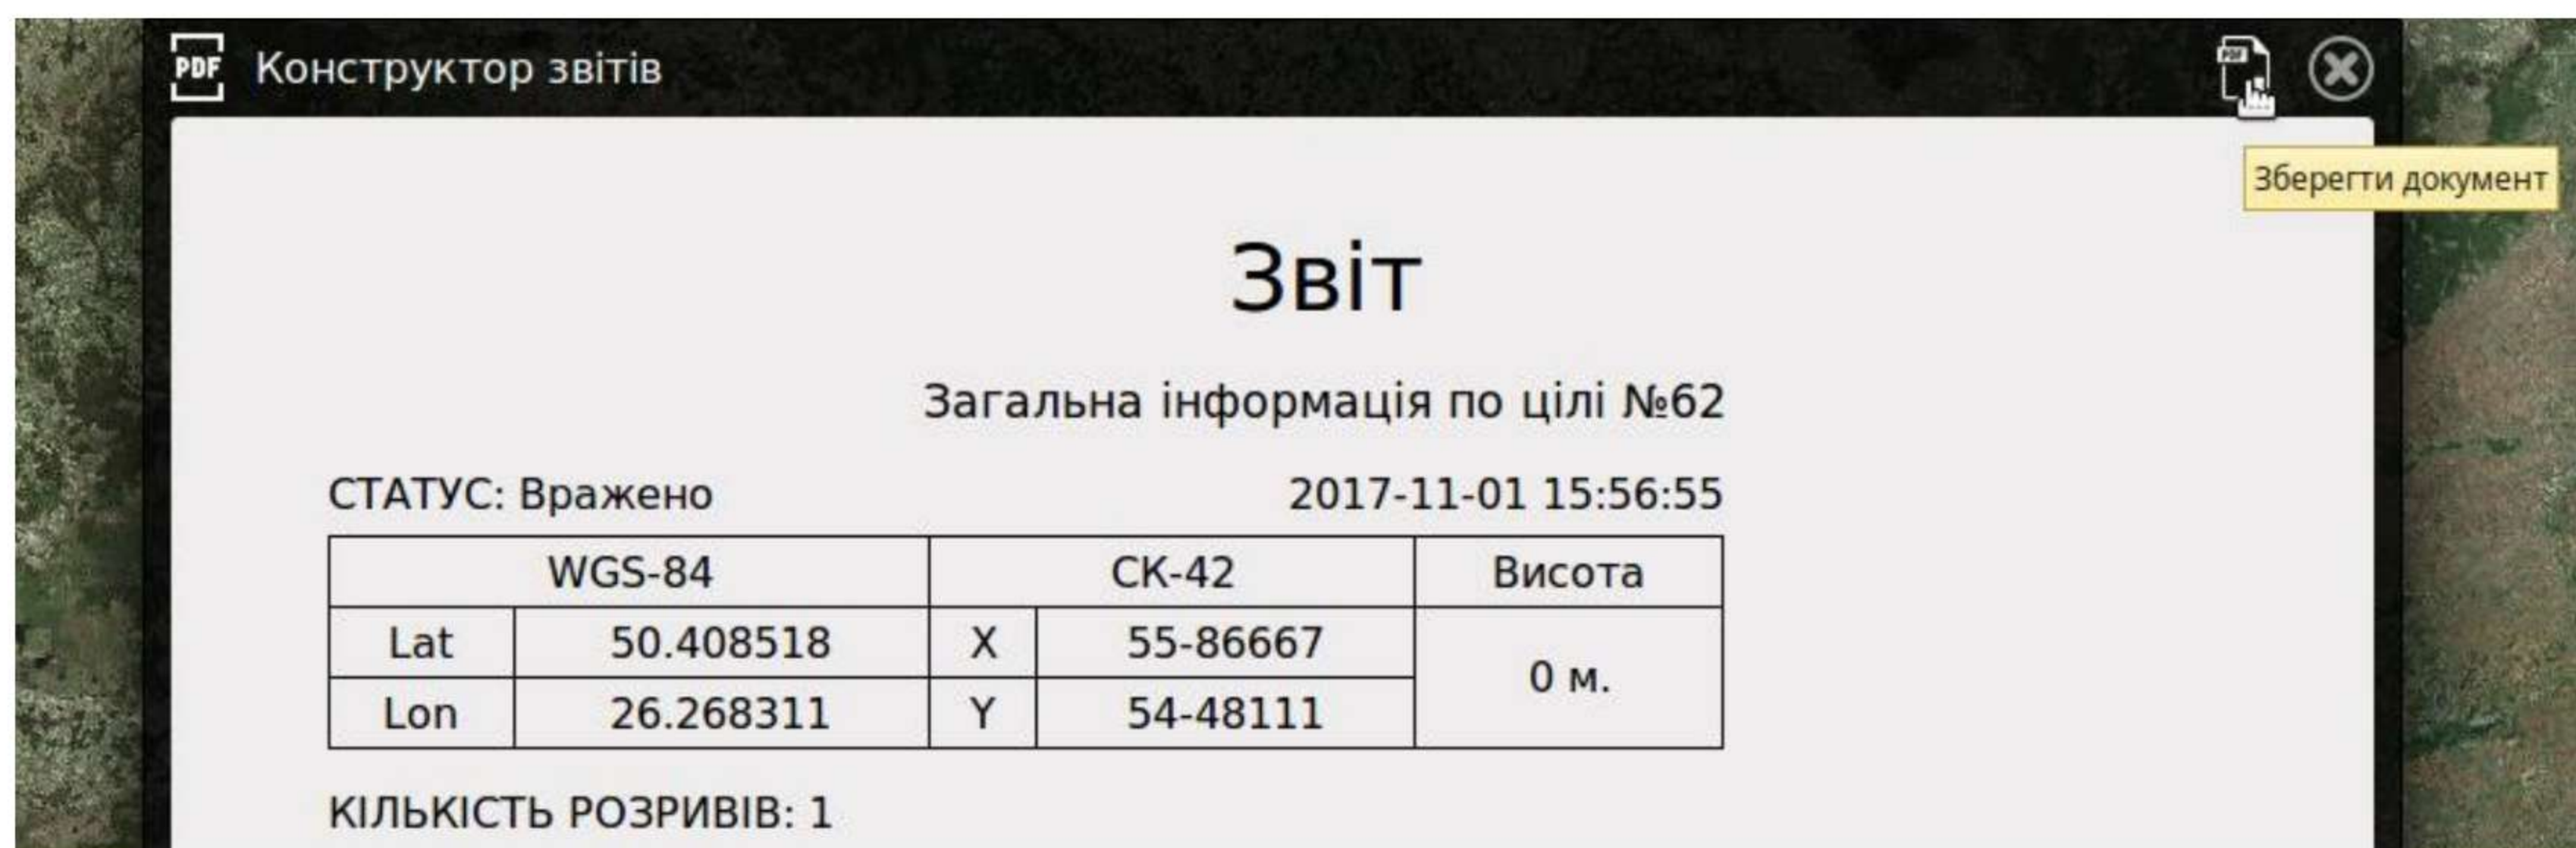 PDF Конструктор звітів PDF
Зберегти документ
Звіт
Загальна інформація по цілі №62
СТАТУС: Вражено 2017-11-01 15:56:55
WGS-84 СК-42 Висота
Lat 50.408518 X 55-86667 0 м.
Lon 26.268311 Y 54-48111
КІЛЬКІСТЬ РОЗРИВІВ: 1